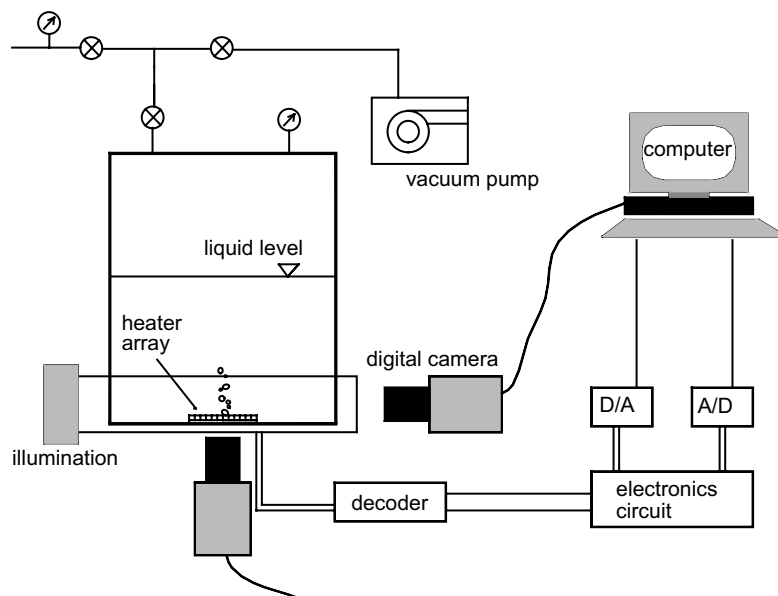 computer
vacuum pump
liquid level
heater
array
digital camera
D/A
A/D
illumination
decoder
electronics
circuit